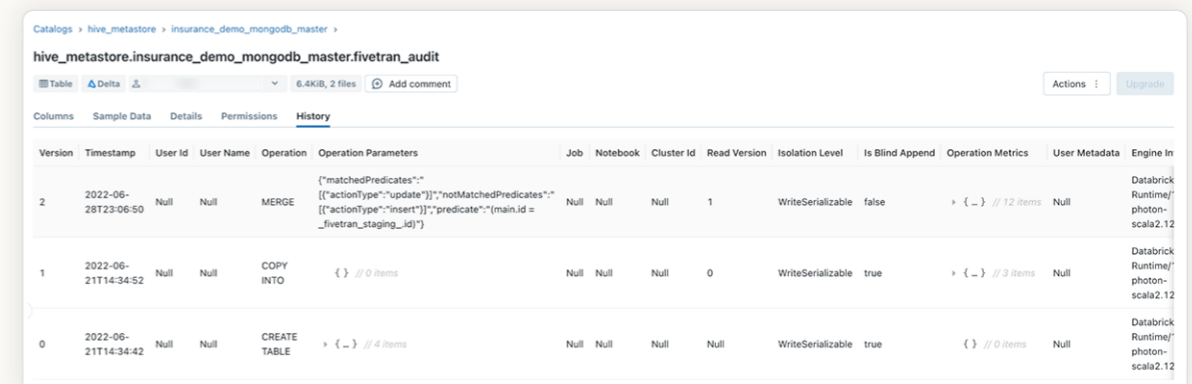 Catalogs › hive_metastore › insurance_demo_mongodb_master ›
hive_metastore.insurance_demo_mongodb_master.fivetran_audit
Table Delta 6.4KiB, 2 files Add comment Actions Upgrade
Columns Sample Data Details Permissions History
Version Timestamp User Id User Name Operation Operation Parameters Job Notebook Cluster Id Read Version Isolation Level Is Blind Append Operation Metrics User Metadata Engine In
{"matchedPredicates":"
2022-06- [{"actionType":"update"}]","notMatchedPredicates":" Databrick
2 28T23:06:50 Null Null MERGE [{"actionType":"insert"}]","predicate":"(main.id = Null Null Null 1 WriteSerializable false › {…} // 12 items Null Runtime/
_fivetran_staging_.id)"} photon-
scala2.12
Databrick
2022-06- COPY Runtime/
1 21T14:34:52 Null Null INTO {} // 0 items Null Null Null 0 WriteSerializable true › {…} // 3 items Null photon-
scala2.12
Databrick
2022-06- CREATE Runtime/
0 21T14:34:42 Null Null TABLE › {…} // 4 items Null Null Null Null WriteSerializable true {} // 0 items Null photon-
scala2.12